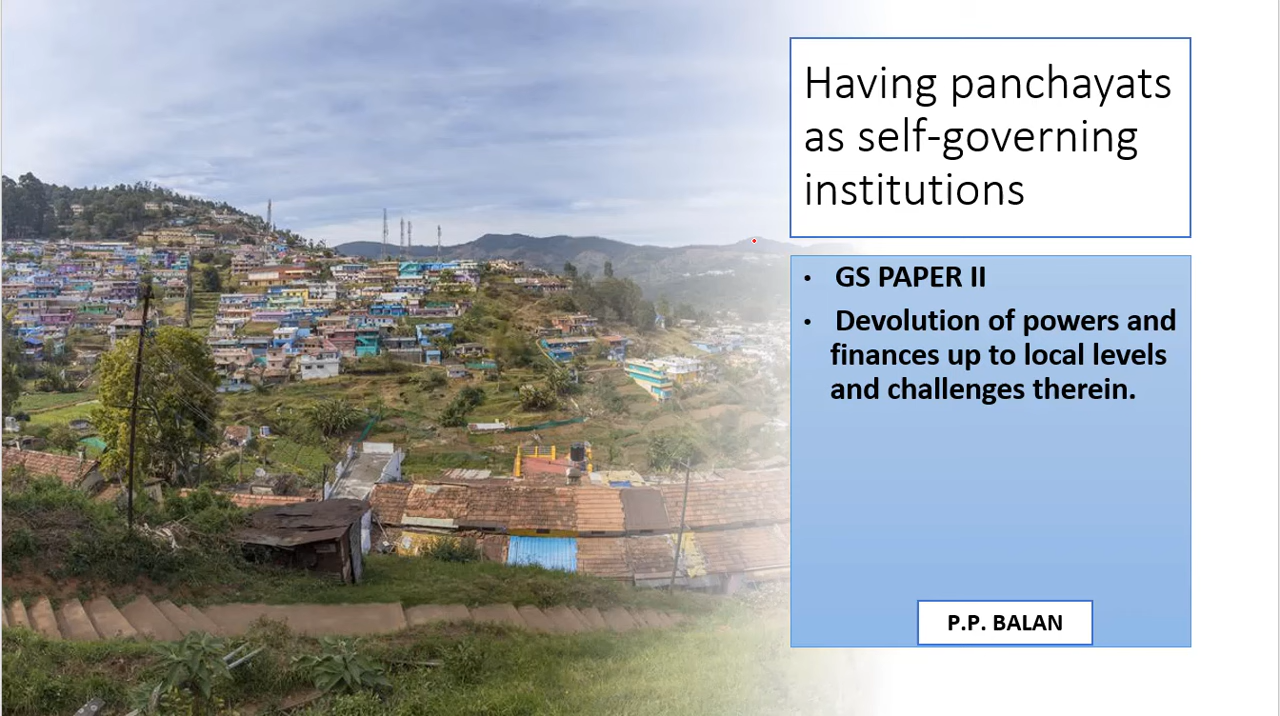 Having panchayats
as self-governing
institutions
• GS PAPER II
• Devolution of powers and
finances up to local levels
and challenges therein.
P.P. BALAN